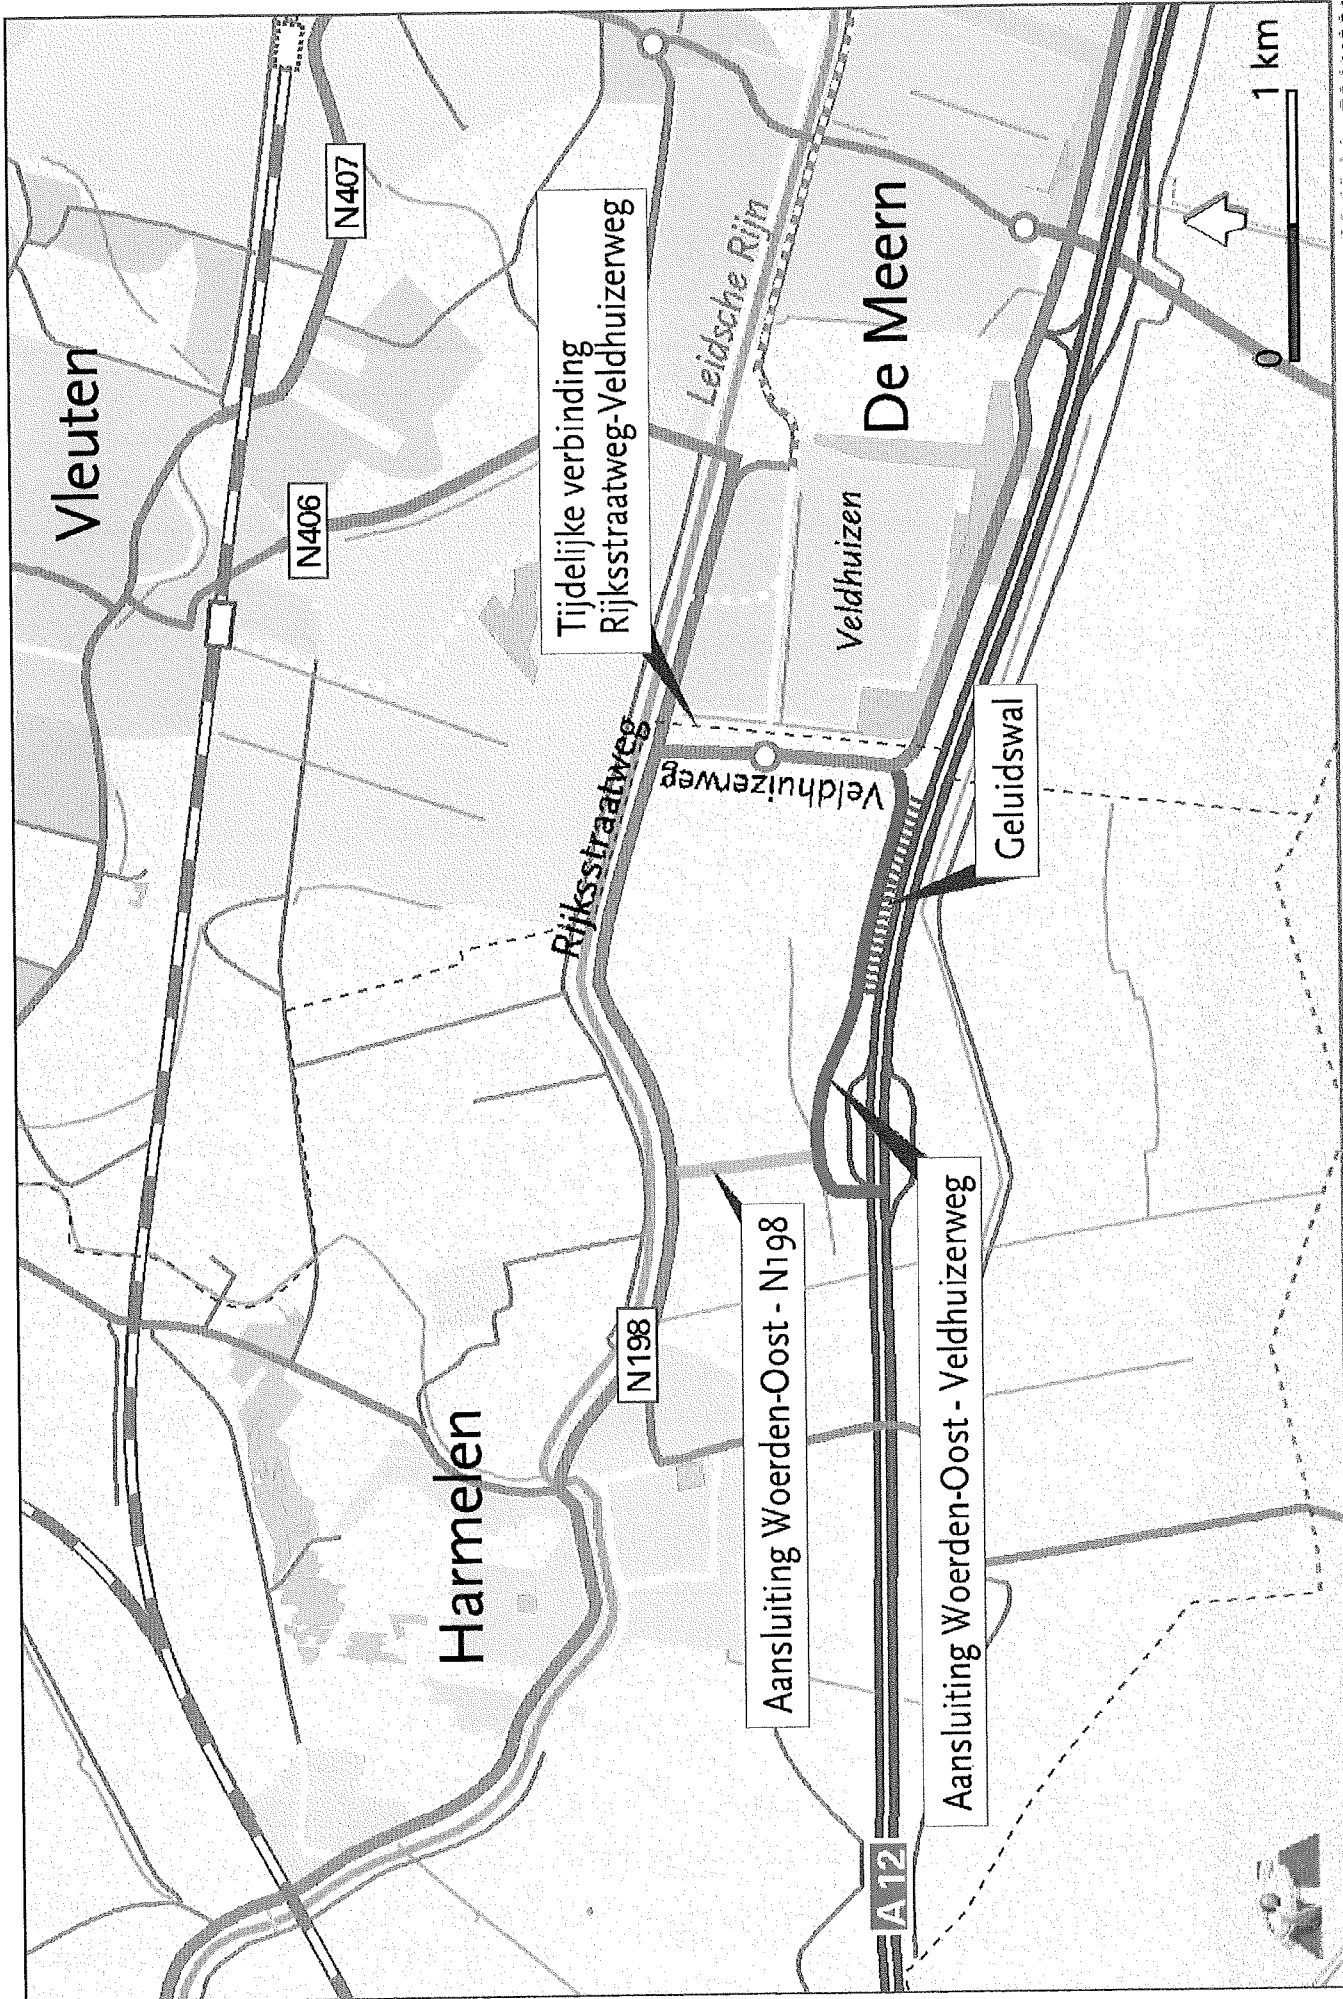 Vleuten
N407
N406
Tijdelijke verbinding
Rijksstraatweg-Veldhuizerweg
Leidsche Rijn
De Meern
Veldhuizen
Rijksstraatweg
Veldhuizerweg
Geluidswal
Harmelen
N198
Aansluiting Woerden-Oost - N198
Aansluiting Woerden-Oost - Veldhuizerweg
A 12
0
1 km